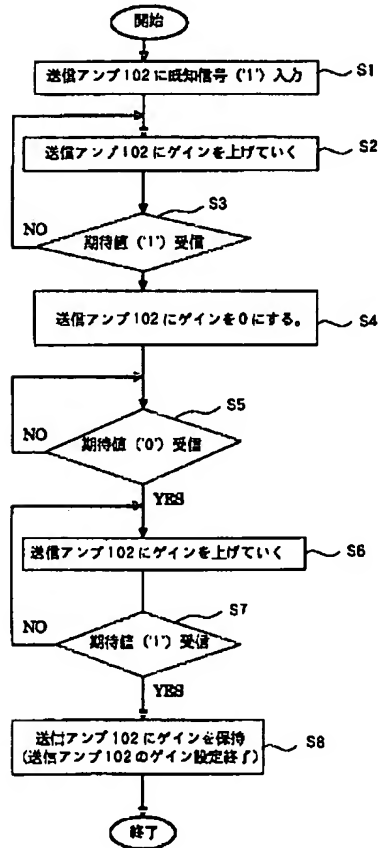 開始
送信アンプ102に既知信号('1')入力
S1
送信アンプ102にゲインを上げていく
S2
S3
NO
期待値('1')受信
送信アンプ102にゲインを0にする。
S4
S5
NO
期待値('0')受信
YES
送信アンプ102にゲインを上げていく
S6
S7
NO
期待値('1')受信
YES
送信アンプ102にゲインを保持
(送信アンプ102のゲイン設定終了)
S8
終了